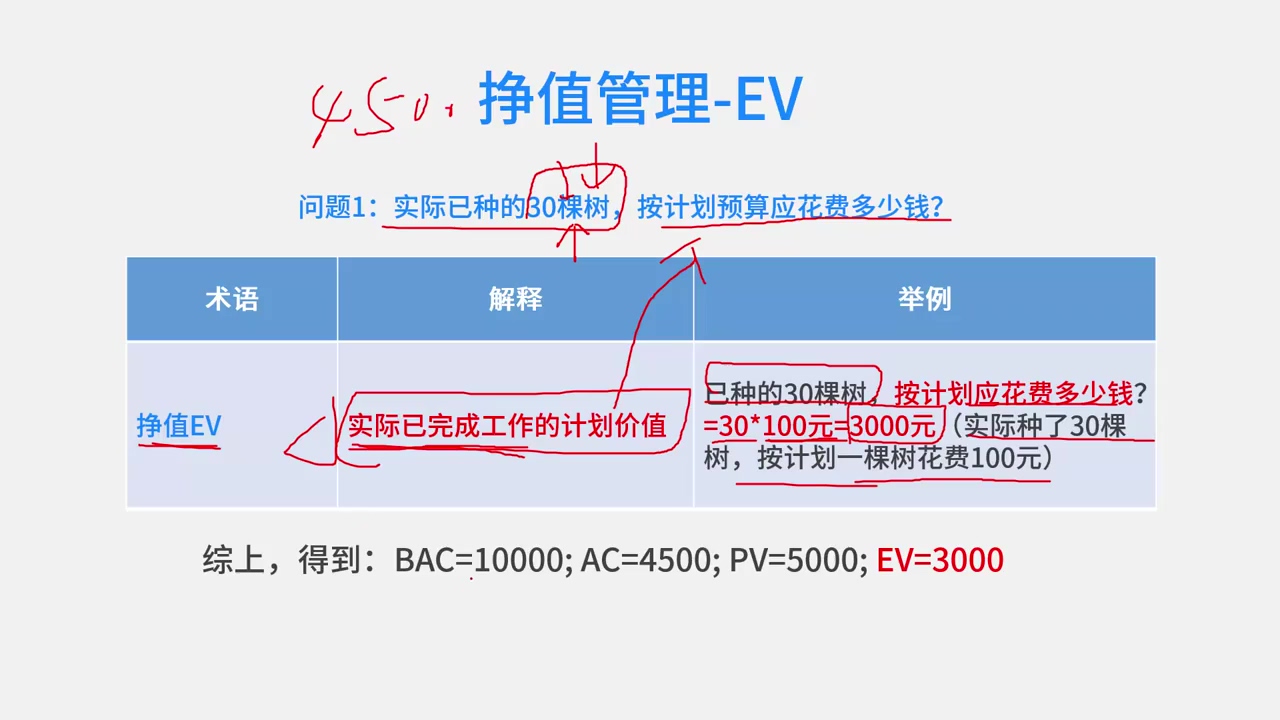 450.
挣值管理-EV
问题1：实际已种的30棵树，按计划预算应花费多少钱？
术语
解释
举例
挣值EV
实际已完成工作的计划价值
已种的30棵树，按计划应花费多少钱？
=30*100元=3000元（实际种了30棵
树，按计划一棵树花费100元）
综上，得到：BAC=10000; AC=4500; PV=5000; EV=3000